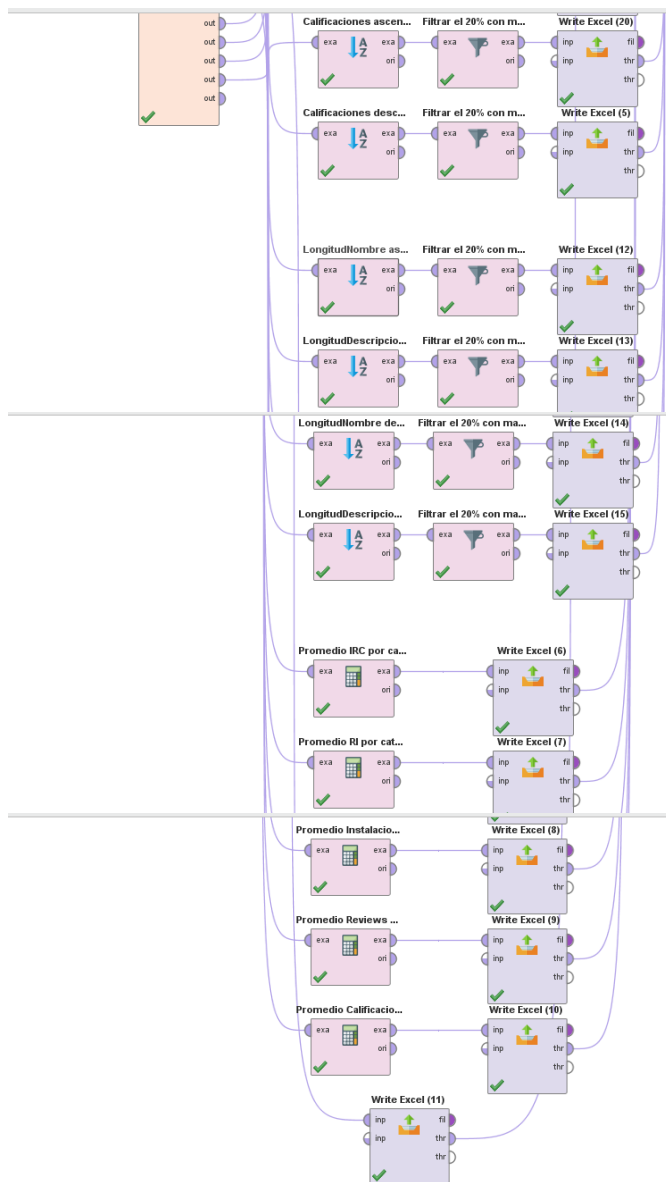 out
out
out
out
out
Calificaciones ascen...
Filtrar el 20% con m...
Write Excel (20)
exa
exa
ori
exa
exa
ori
inp
fil
inp
thr
thr
Calificaciones desc...
Filtrar el 20% con m...
Write Excel (5)
exa
exa
ori
exa
exa
ori
inp
fil
inp
thr
thr
LongitudNombre as...
Filtrar el 20% con m...
Write Excel (12)
exa
exa
ori
exa
exa
ori
inp
fil
inp
thr
thr
LongitudDescripcio...
Filtrar el 20% con m...
Write Excel (13)
exa
exa
ori
exa
exa
ori
inp
fil
inp
thr
thr
LongitudNombre de...
Filtrar el 20% con ma...
Write Excel (14)
exa
exa
ori
exa
exa
ori
inp
fil
inp
thr
thr
LongitudDescripcio...
Filtrar el 20% con ma...
Write Excel (15)
exa
exa
ori
exa
exa
ori
inp
fil
inp
thr
thr
Promedio IRC por ca...
Write Excel (6)
exa
exa
ori
inp
fil
inp
thr
thr
Promedio RI por cat...
Write Excel (7)
exa
exa
ori
inp
fil
inp
thr
thr
Promedio Instalacio...
Write Excel (8)
exa
exa
ori
inp
fil
inp
thr
thr
Promedio Reviews ...
Write Excel (9)
exa
exa
ori
inp
fil
inp
thr
thr
Promedio Calificacio...
Write Excel (10)
exa
exa
ori
inp
fil
inp
thr
thr
Write Excel (11)
inp
fil
inp
thr
thr